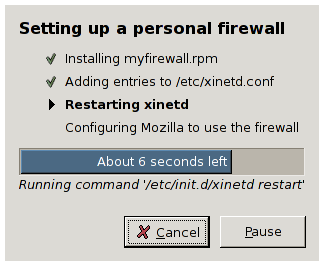 Setting up a personal firewall
Installing myfirewall.rpm
Adding entries to /etc/xinetd.conf
Restarting xinetd
Configuring Mozilla to use the firewall
About 6 seconds left
Running command '/etc/init.d/xinetd restart'
Cancel
Pause